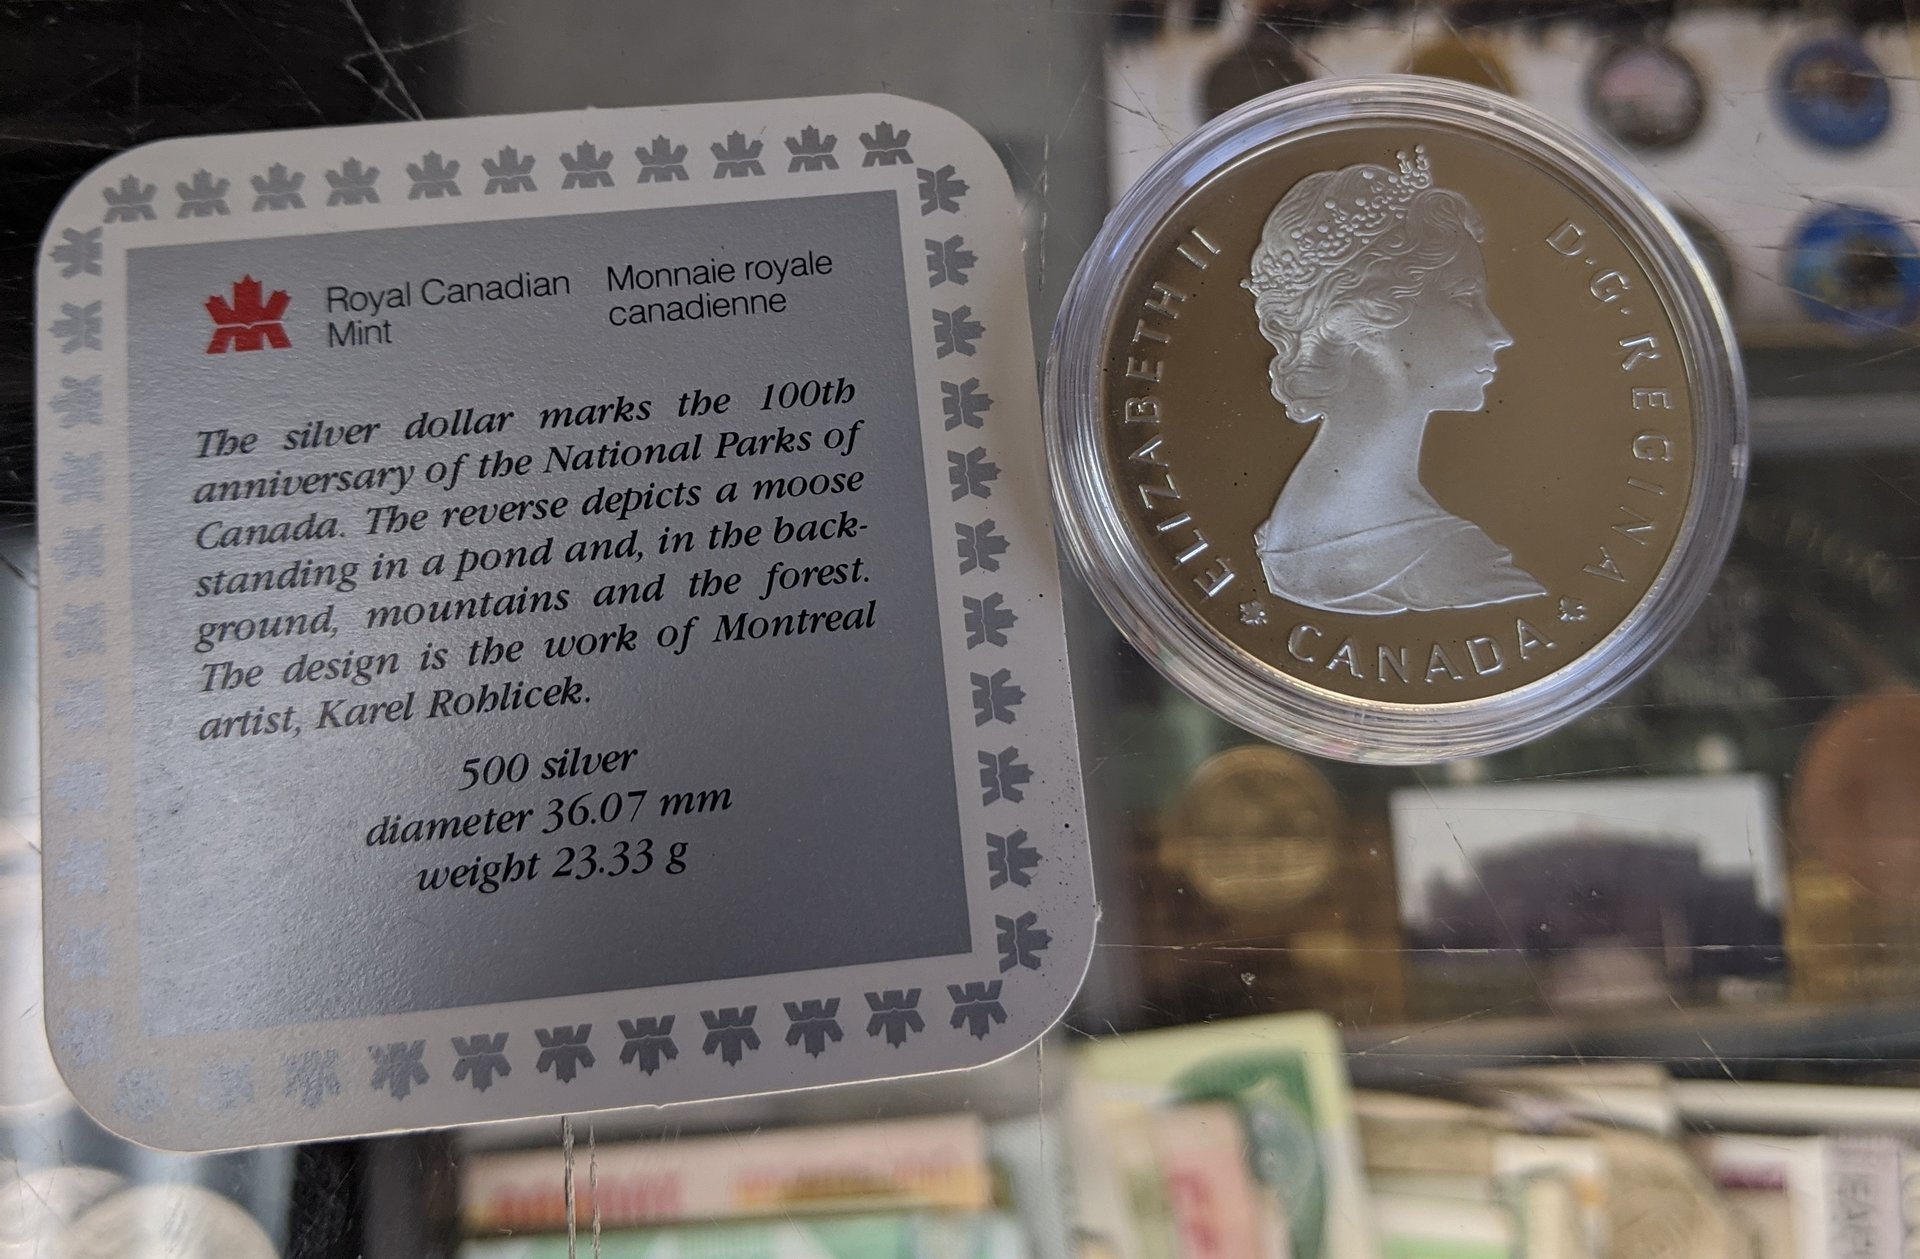 Royal Canadian
Mint
Monnaie royale
canadienne
The silver dollar marks the 100th
anniversary of the National Parks of
Canada. The reverse depicts a moose
standing in a pond and, in the back-
ground, mountains and the forest.
The design is the work of Montreal
artist, Karel Rohlicek.
500 silver
diameter 36.07 mm
weight 23.33 g
ELIZABETH II
D·G·REGINA
CANADA